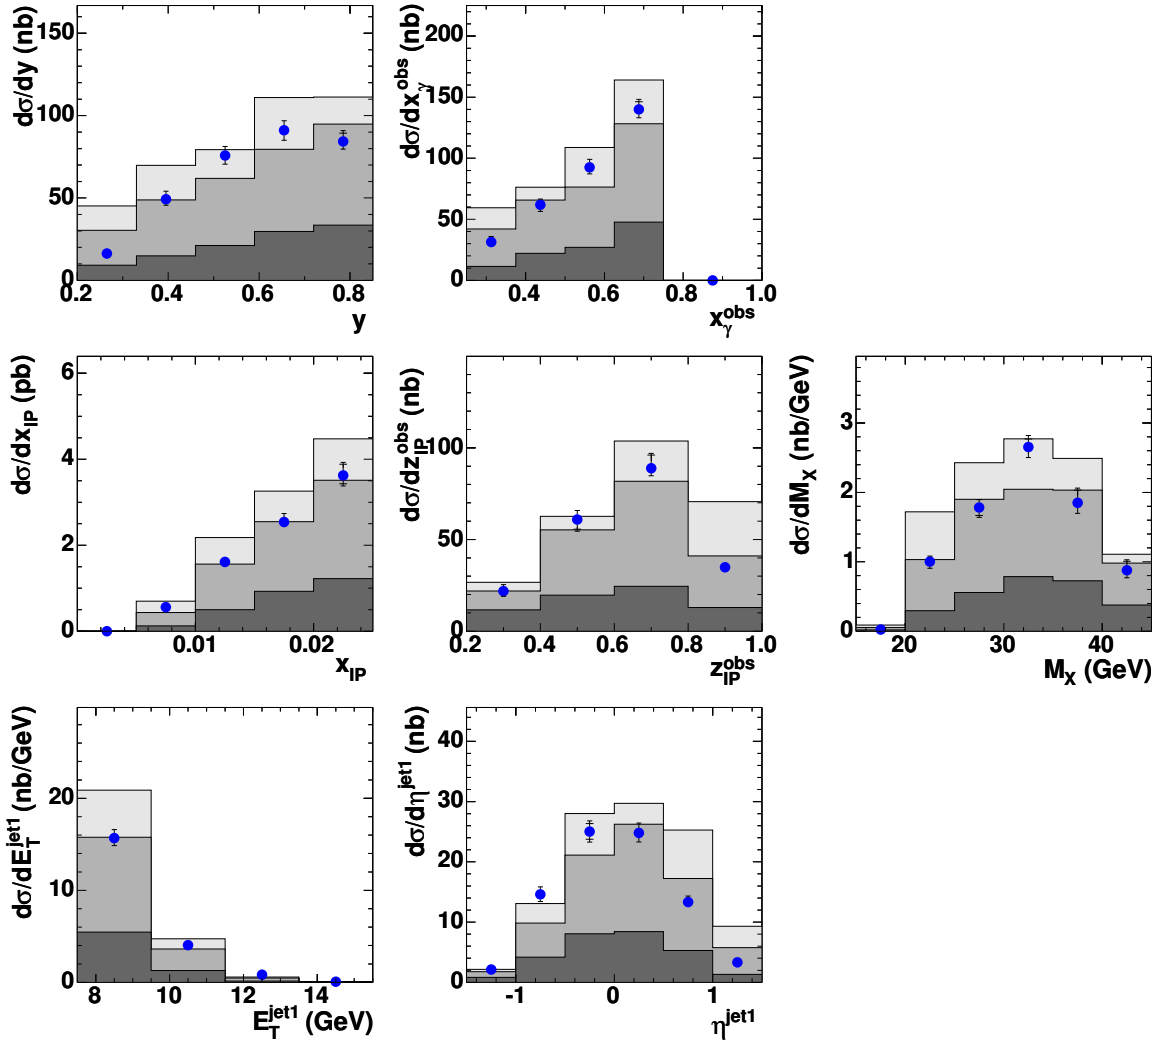 dσ/dy (nb)
150
100
50
0
0.2 0.4 0.6 0.8
y
dσ/dx_γ^obs (nb)
200
150
100
50
0
0.4 0.6 0.8 1.0
x_γ^obs
dσ/dx_IP (pb)
6
4
2
0
0.01 0.02
x_IP
dσ/dz_IP^obs (nb)
100
50
0
0.2 0.4 0.6 0.8 1.0
z_IP^obs
dσ/dM_X (nb/GeV)
3
2
1
0
20 30 40
M_X (GeV)
dσ/dE_T^jet1 (nb/GeV)
20
10
0
8 10 12 14
E_T^jet1 (GeV)
dσ/dη^jet1 (nb)
40
30
20
10
0
-1 0 1
η^jet1